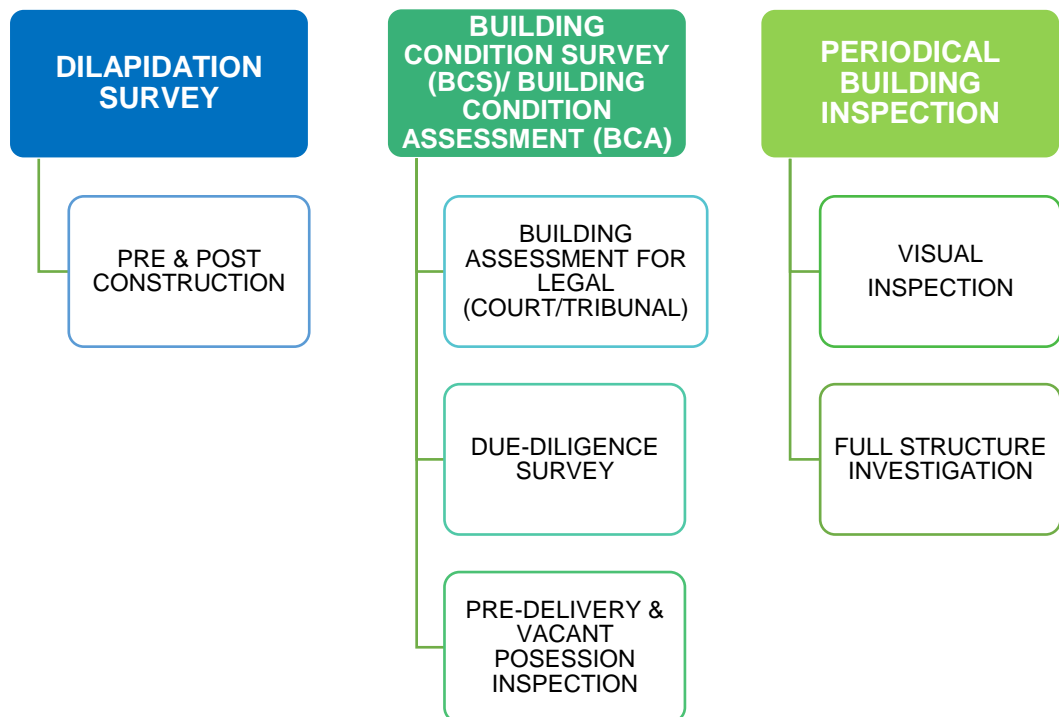 DILAPIDATION
SURVEY
PRE & POST
CONSTRUCTION
BUILDING
CONDITION SURVEY
(BCS)/ BUILDING
CONDITION
ASSESSMENT (BCA)
BUILDING
ASSESSMENT FOR
LEGAL
(COURT/TRIBUNAL)
DUE-DILIGENCE
SURVEY
PRE-DELIVERY &
VACANT
POSESSION
INSPECTION
PERIODICAL
BUILDING
INSPECTION
VISUAL
INSPECTION
FULL STRUCTURE
INVESTIGATION